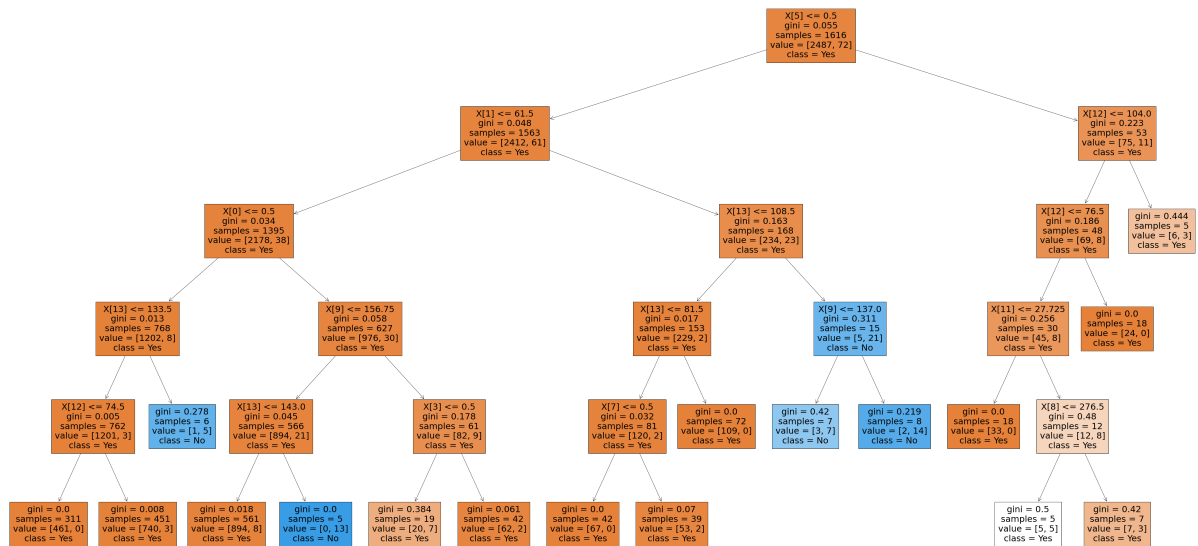 X[5] <= 0.5
gini = 0.055
samples = 1616
value = [2487, 72]
class = Yes
X[1] <= 61.5
gini = 0.048
samples = 1563
value = [2412, 61]
class = Yes
X[12] <= 104.0
gini = 0.223
samples = 53
value = [75, 11]
class = Yes
X[0] <= 0.5
gini = 0.034
samples = 1395
value = [2178, 38]
class = Yes
X[13] <= 108.5
gini = 0.163
samples = 168
value = [234, 23]
class = Yes
X[12] <= 76.5
gini = 0.186
samples = 48
value = [69, 8]
class = Yes
gini = 0.444
samples = 5
value = [6, 3]
class = Yes
X[13] <= 133.5
gini = 0.013
samples = 768
value = [1202, 8]
class = Yes
X[9] <= 156.75
gini = 0.058
samples = 627
value = [976, 30]
class = Yes
X[13] <= 81.5
gini = 0.017
samples = 153
value = [229, 2]
class = Yes
X[9] <= 137.0
gini = 0.311
samples = 15
value = [5, 21]
class = No
X[11] <= 27.725
gini = 0.256
samples = 30
value = [45, 8]
class = Yes
gini = 0.0
samples = 18
value = [24, 0]
class = Yes
X[12] <= 74.5
gini = 0.005
samples = 762
value = [1201, 3]
class = Yes
gini = 0.278
samples = 6
value = [1, 5]
class = No
X[13] <= 143.0
gini = 0.045
samples = 566
value = [894, 21]
class = Yes
X[3] <= 0.5
gini = 0.178
samples = 61
value = [82, 9]
class = Yes
X[7] <= 0.5
gini = 0.032
samples = 81
value = [120, 2]
class = Yes
gini = 0.0
samples = 72
value = [109, 0]
class = Yes
gini = 0.42
samples = 7
value = [3, 7]
class = No
gini = 0.219
samples = 8
value = [2, 14]
class = No
gini = 0.0
samples = 18
value = [33, 0]
class = Yes
X[8] <= 276.5
gini = 0.48
samples = 12
value = [12, 8]
class = Yes
gini = 0.0
samples = 311
value = [461, 0]
class = Yes
gini = 0.008
samples = 451
value = [740, 3]
class = Yes
gini = 0.018
samples = 561
value = [894, 8]
class = Yes
gini = 0.0
samples = 5
value = [0, 13]
class = No
gini = 0.384
samples = 19
value = [20, 7]
class = Yes
gini = 0.061
samples = 42
value = [62, 2]
class = Yes
gini = 0.0
samples = 42
value = [67, 0]
class = Yes
gini = 0.07
samples = 39
value = [53, 2]
class = Yes
gini = 0.5
samples = 5
value = [5, 5]
class = Yes
gini = 0.42
samples = 7
value = [7, 3]
class = Yes